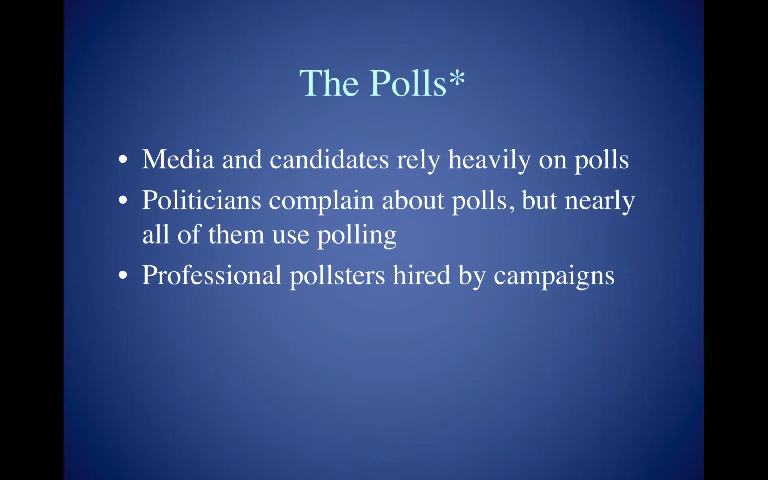 The Polls*
• Media and candidates rely heavily on polls
• Politicians complain about polls, but nearly
all of them use polling
• Professional pollsters hired by campaigns